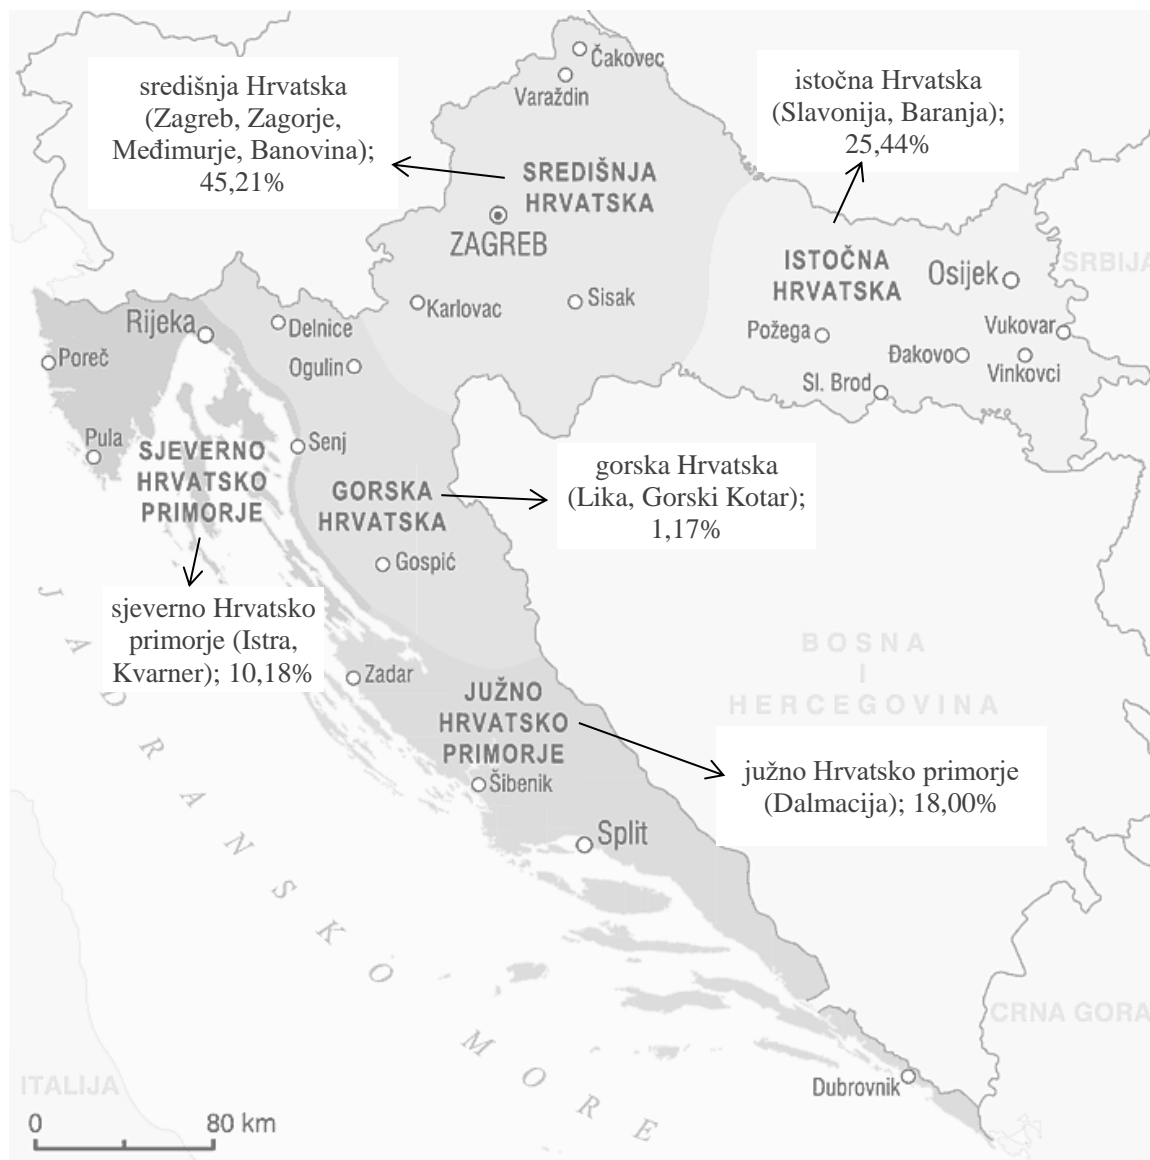 Čakovec
Varaždin
središnja Hrvatska
(Zagreb, Zagorje,
Međimurje, Banovina);
45,21%
istočna Hrvatska
(Slavonija, Baranja);
25,44%
SREDIŠNJA
HRVATSKA
ZAGREB
ISTOČNA
HRVATSKA
Osijek
SRBIJA
Karlovac
Sisak
Požega
Vukovar
Đakovo
Vinkovci
Sl. Brod
Rijeka
Delnice
Poreč
Ogulin
Pula
Senj
SJEVERNO
HRVATSKO
PRIMORJE
GORSKA
HRVATSKA
gorska Hrvatska
(Lika, Gorski Kotar);
1,17%
Gospić
sjeverno Hrvatsko
primorje (Istra,
Kvarner); 10,18%
Zadar
BOSNA
I
HERCEGOVINA
JUŽNO
HRVATSKO
PRIMORJE
južno Hrvatsko primorje
(Dalmacija); 18,00%
Šibenik
Split
JADRANSKO MORE
CRNA GORA
ITALIJA
Dubrovnik
0 80 km